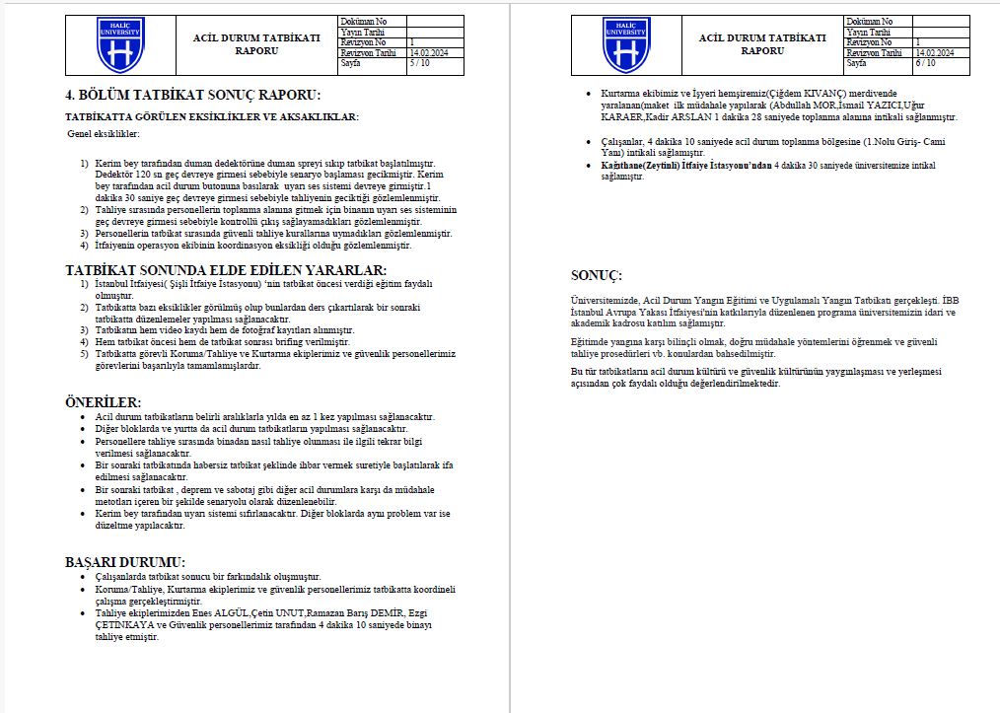 HALİÇ
UNIVERSITY
ACİL DURUM TATBİKATI
RAPORU
Doküman No
Yayın Tarihi
Revizyon No 1
Revizyon Tarihi 14.02.2024
Sayfa 5 / 10
4. BÖLÜM TATBİKAT SONUÇ RAPORU:
TATBİKATTA GÖRÜLEN EKSİKLİKLER VE AKSAKLIKLAR:
Genel eksiklikler:
1) Kerim bey tarafından duman dedektörüne duman spreyi sıkıp tatbikat başlatılmıştır.
Dedektör 120 sn geç devreye girmesi sebebiyle senaryo başlaması gecikmiştir. Kerim
bey tarafından acil durum butonuna basılarak uyarı ses sistemi devreye girmiştir.1
dakika 30 saniye geç devreye girmesi sebebiyle tahliyenin geciktiği gözlemlenmiştir.
2) Tahliye sırasında personellerin toplanma alanına gitmek için binanın uyarı ses sisteminin
geç devreye girmesi sebebiyle kontrollü çıkış sağlayamadıkları gözlemlenmiştir.
3) Personellerin tatbikat sırasında güvenli tahliye kurallarına uymadıkları gözlemlenmiştir.
4) İtfaiyenin operasyon ekibinin koordinasyon eksikliği olduğu gözlemlenmiştir.
TATBİKAT SONUNDA ELDE EDİLEN YARARLAR:
1) İstanbul İtfaiyesi( Şişli İtfaiye İstasyonu) ‘nin tatbikat öncesi verdiği eğitim faydalı
olmuştur.
2) Tatbikatta bazı eksiklikler görülmüş olup bunlardan ders çıkartılarak bir sonraki
tatbikatta düzenlemeler yapılması sağlanacaktır.
3) Tatbikatın hem video kaydı hem de fotoğraf kayıtları alınmıştır.
4) Hem tatbikat öncesi hem de tatbikat sonrası brifing verilmiştir.
5) Tatbikatta görevli Koruma/Tahliye ve Kurtarma ekiplerimiz ve güvenlik personellerimiz
görevlerini başarılıyla tamamlamışlardır.
ÖNERİLER:
• Acil durum tatbikatların belirli aralıklarla yılda en az 1 kez yapılması sağlanacaktır.
• Diğer bloklarda ve yurtta da acil durum tatbikatların yapılması sağlanacaktır.
• Personellere tahliye sırasında binadan nasıl tahliye olunması ile ilgili tekrar bilgi
verilmesi sağlanacaktır.
• Bir sonraki tatbikatında habersiz tatbikat şeklinde ihbar vermek suretiyle başlatılarak ifa
edilmesi sağlanacaktır.
• Bir sonraki tatbikat , deprem ve sabotaj gibi diğer acil durumlara karşı da müdahale
metotları içeren bir şekilde senaryolu olarak düzenlenebilir.
• Kerim bey tarafından uyarı sistemi sıfırlanacaktır. Diğer bloklarda aynı problem var ise
düzeltme yapılacaktır.
BAŞARI DURUMU:
• Çalışanlarda tatbikat sonucu bir farkındalık oluşmuştur.
• Koruma/Tahliye, Kurtarma ekiplerimiz ve güvenlik personellerimiz tatbikatta koordineli
çalışma gerçekleştirmiştir.
• Tahliye ekiplerimizden Enes ALGÜL,Çetin UNUT,Ramazan Barış DEMİR, Ezgi
ÇETİNKAYA ve Güvenlik personellerimiz tarafından 4 dakika 10 saniyede binayı
tahliye etmiştir.
HALİÇ
UNIVERSITY
ACİL DURUM TATBİKATI
RAPORU
Doküman No
Yayın Tarihi
Revizyon No 1
Revizyon Tarihi 14.02.2024
Sayfa 6 / 10
• Kurtarma ekibimiz ve İşyeri hemşiremiz(Çiğdem KIVANÇ) merdivende
yaralanan(maket ilk müdahale yapılarak (Abdullah MOR,İsmail YAZICI,Uğur
KARAER,Kadir ARSLAN 1 dakika 28 saniyede toplanma alanına intikali sağlanmıştır.
• Çalışanlar, 4 dakika 10 saniyede acil durum toplanma bölgesine (1.Nolu Giriş- Cami
Yanı) intikali sağlamıştır.
• Kağıthane(Zeytinli) İtfaiye İstasyonu’ndan 4 dakika 30 saniyede üniversitemize intikal
sağlamıştır.
SONUÇ:
Üniversitemizde, Acil Durum Yangın Eğitimi ve Uygulamalı Yangın Tatbikatı gerçekleşti. İBB
İstanbul Avrupa Yakası İtfaiyesi'nin katkılarıyla düzenlenen programa üniversitemizin idari ve
akademik kadrosu katılım sağlamıştır.
Eğitimde yangına karşı bilinçli olmak, doğru müdahale yöntemlerini öğrenmek ve güvenli
tahliye prosedürleri vb. konulardan bahsedilmiştir.
Bu tür tatbikatların acil durum kültürü ve güvenlik kültürünün yaygınlaşması ve yerleşmesi
açısından çok faydalı olduğu değerlendirilmektedir.